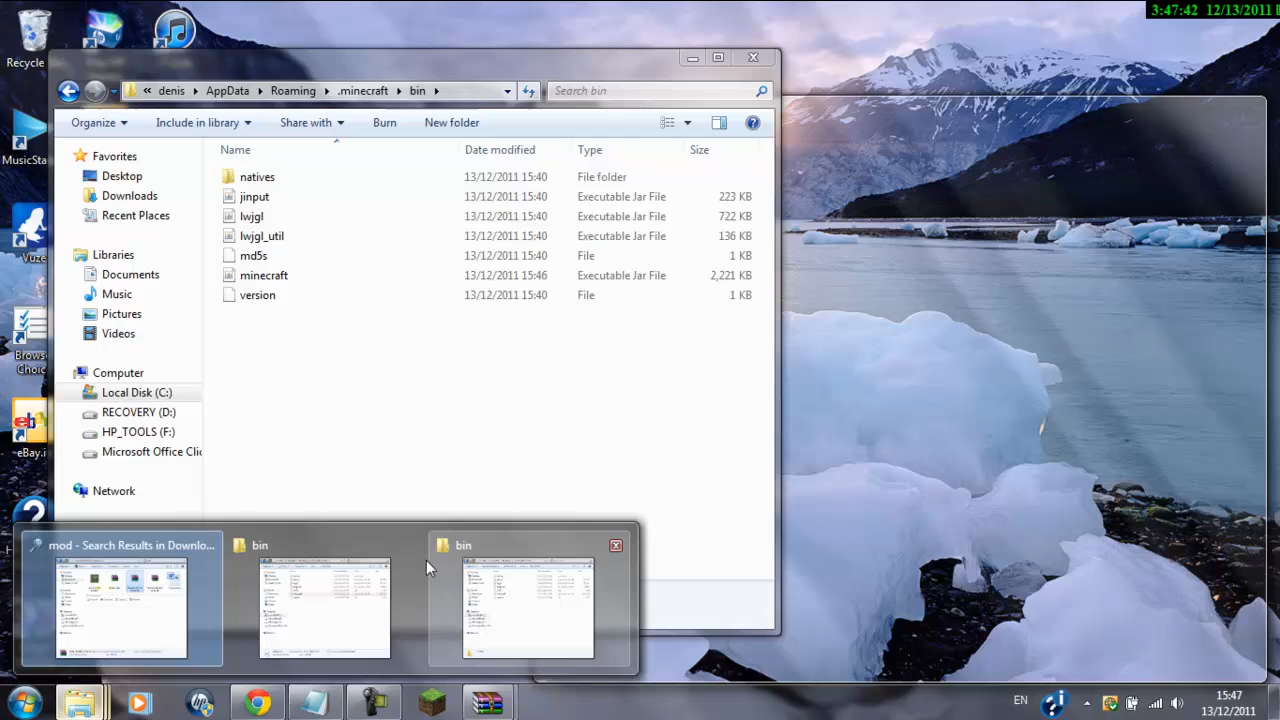 3:47:42 12/13/2011
Recycle
MusicSta
Vuze
Browse
Choic
eBay.i
« denis AppData Roaming .minecraft bin
Search bin
Organize Include in library Share with Burn New folder
Name Date modified Type Size
Favorites
Desktop
Downloads
Recent Places
Libraries
Documents
Music
Pictures
Videos
Computer
Local Disk (C:)
RECOVERY (D:)
HP_TOOLS (F:)
Microsoft Office Clic
Network
natives 13/12/2011 15:40 File folder
jinput 13/12/2011 15:40 Executable Jar File 223 KB
lwjgl 13/12/2011 15:40 Executable Jar File 722 KB
lwjgl_util 13/12/2011 15:40 Executable Jar File 136 KB
md5s 13/12/2011 15:40 File 1 KB
minecraft 13/12/2011 15:46 Executable Jar File 2,221 KB
version 13/12/2011 15:40 File 1 KB
mod - Search Results in Downlo...
bin
bin
EN
15:47
13/12/2011